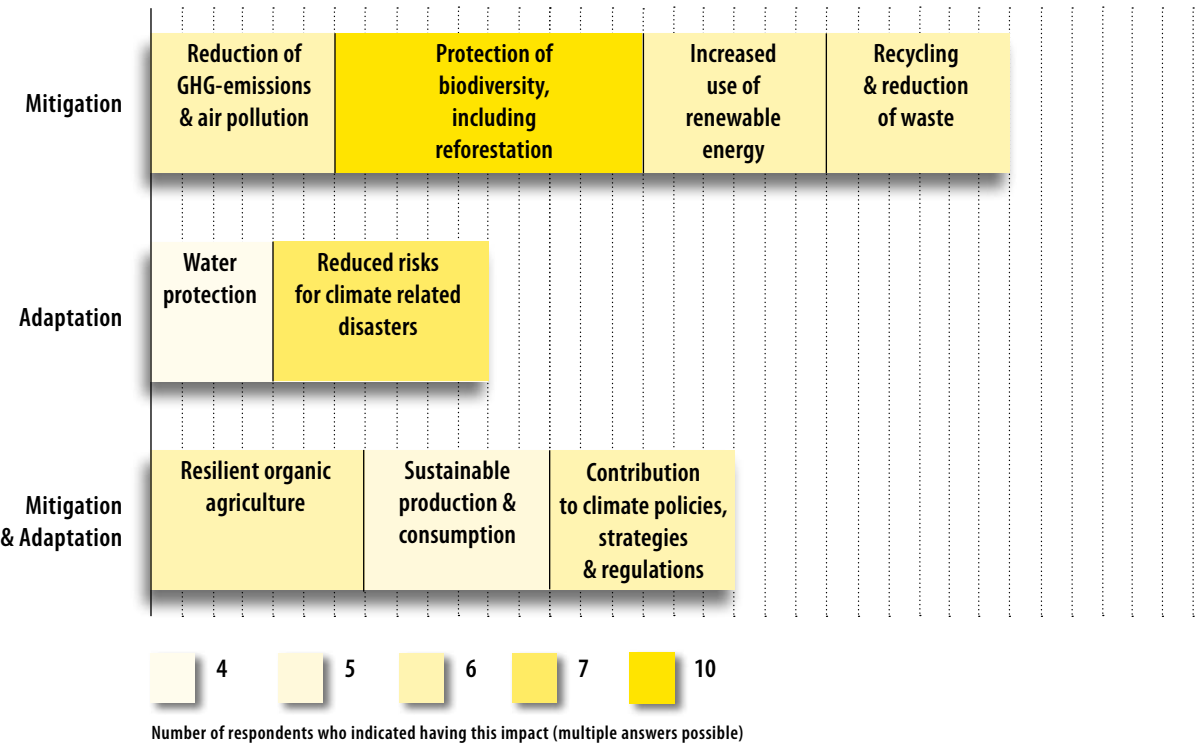 Reduction of
GHG-emissions
& air pollution
Protection of
biodiversity,
including
reforestation
Increased
use of
renewable
energy
Recycling
& reduction
of waste
Mitigation
Water
protection
Reduced risks
for climate related
disasters
Adaptation
Resilient organic
agriculture
Sustainable
production &
consumption
Contribution
to climate policies,
strategies
& regulations
Mitigation
& Adaptation
4
5
6
7
10
Number of respondents who indicated having this impact (multiple answers possible)